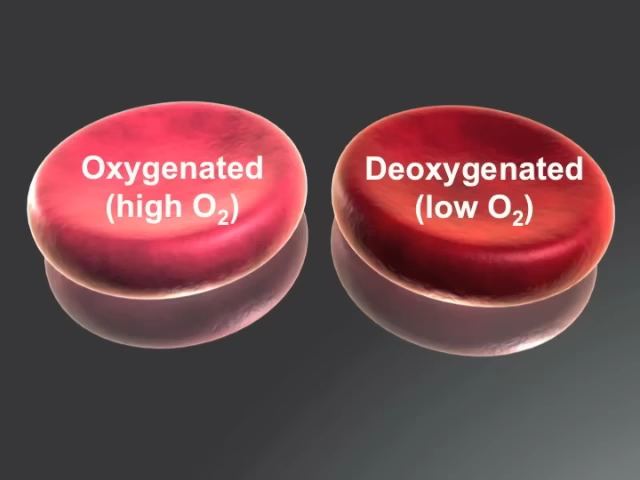 Oxygenated
(high O₂)
Deoxygenated
(low O₂)